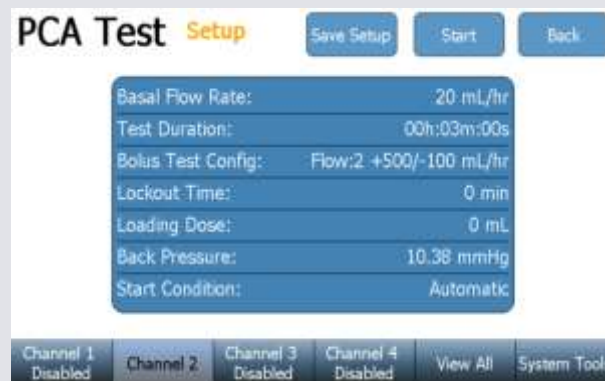 PCA Test Setup Save Setup Start Back
Basal Flow Rate: 20 mL/hr
Test Duration: 00h:03m:00s
Bolus Test Config: Flow:2 +500/-100 mL/hr
Lockout Time: 0 min
Loading Dose: 0 mL
Back Pressure: 10.38 mmHg
Start Condition: Automatic
Channel 1 Disabled Channel 2 Channel 3 Disabled Channel 4 Disabled View All System Tool